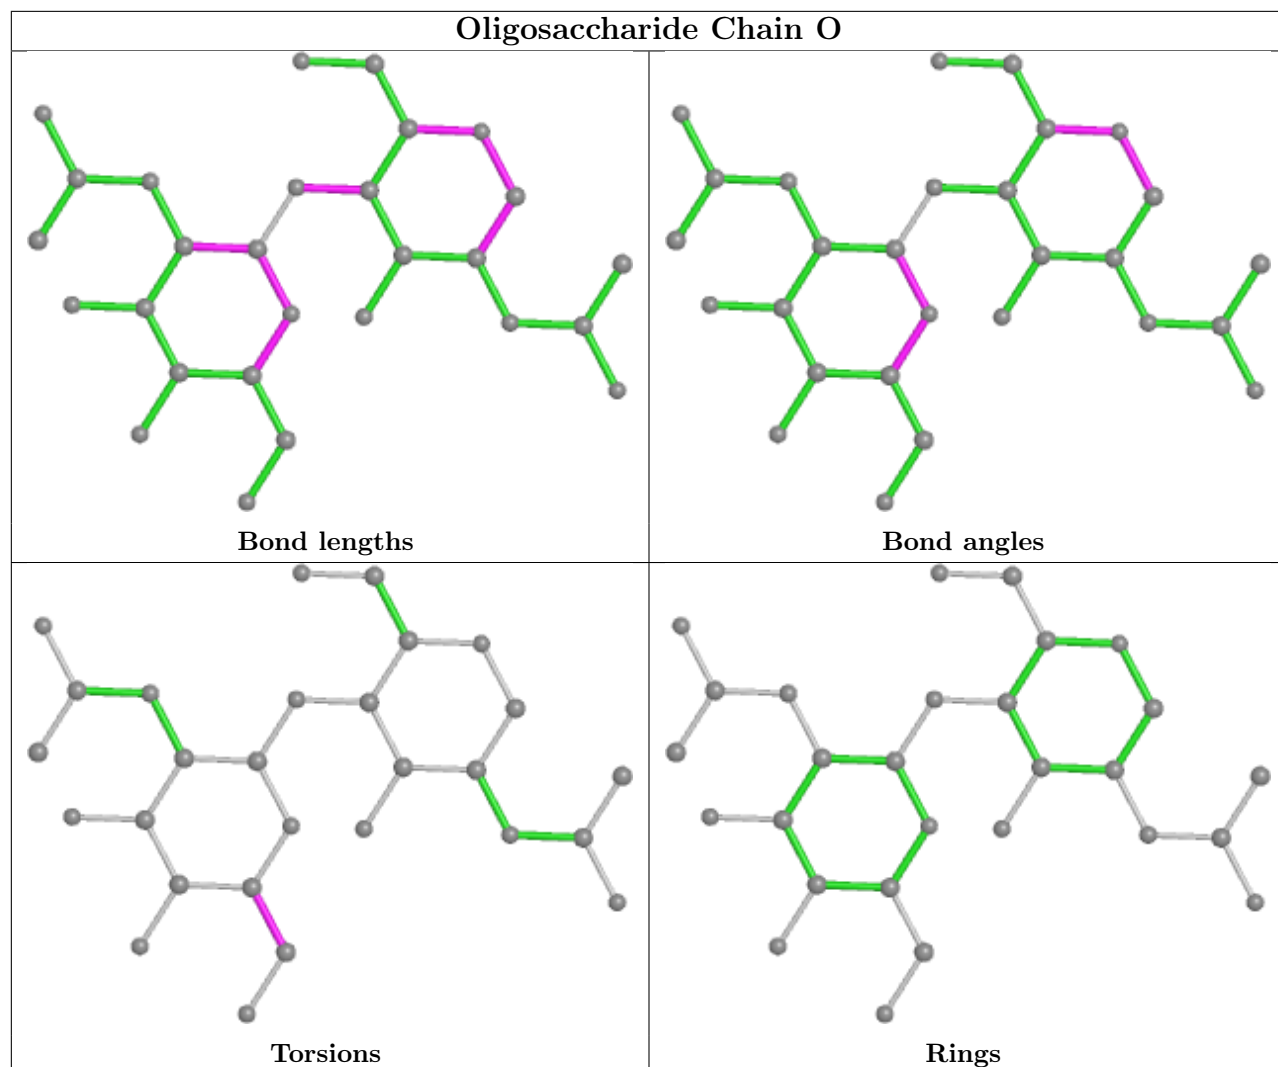 Oligosaccharide Chain O
Bond lengths
Bond angles
Torsions
Rings